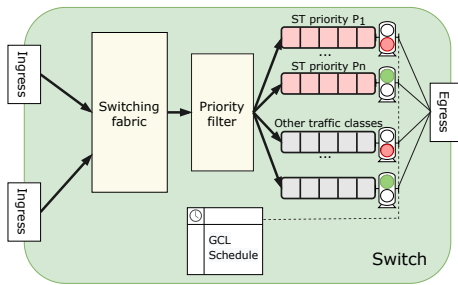 ST priority P1
...
Ingress
ST priority Pn
Switching
fabric
Priority
filter
Egress
Other traffic classes
...
Ingress
GCL
Schedule
Switch